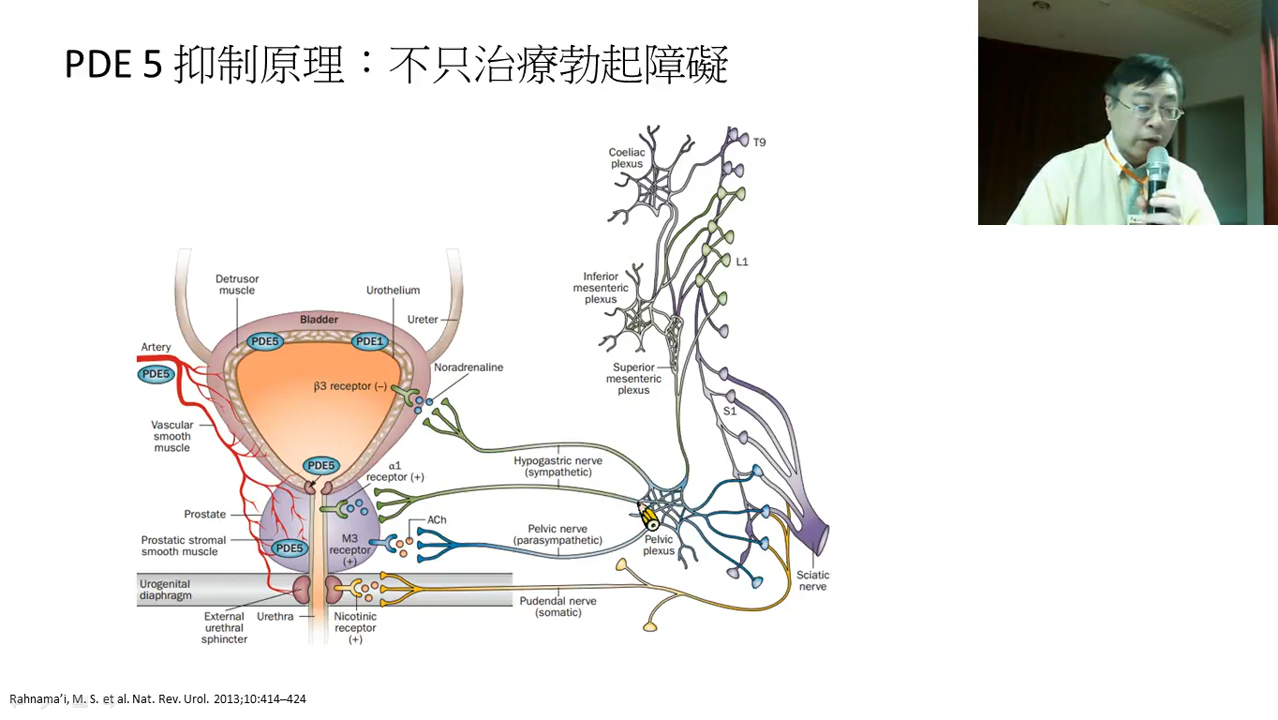 PDE 5 抑制原理：不只治療勃起障礙
T9
Coeliac
plexus
L1
Inferior
mesenteric
plexus
Superior
mesenteric
plexus
S1
Detrusor
muscle
Urothelium
Bladder
Ureter
PDE5
PDE1
Artery
PDE5
Noradrenaline
β3 receptor (−)
Vascular
smooth
muscle
PDE5
α1
receptor (+)
Hypogastric nerve
(sympathetic)
Prostate
ACh
Prostatic stromal
smooth muscle
PDE5
M3
receptor
(+)
Pelvic nerve
(parasympathetic)
Pelvic
plexus
Sciatic
nerve
Urogenital
diaphragm
External
urethral
sphincter
Urethra
Nicotinic
receptor
(+)
Pudendal nerve
(somatic)
Rahnama’i, M. S. et al. Nat. Rev. Urol. 2013;10:414–424